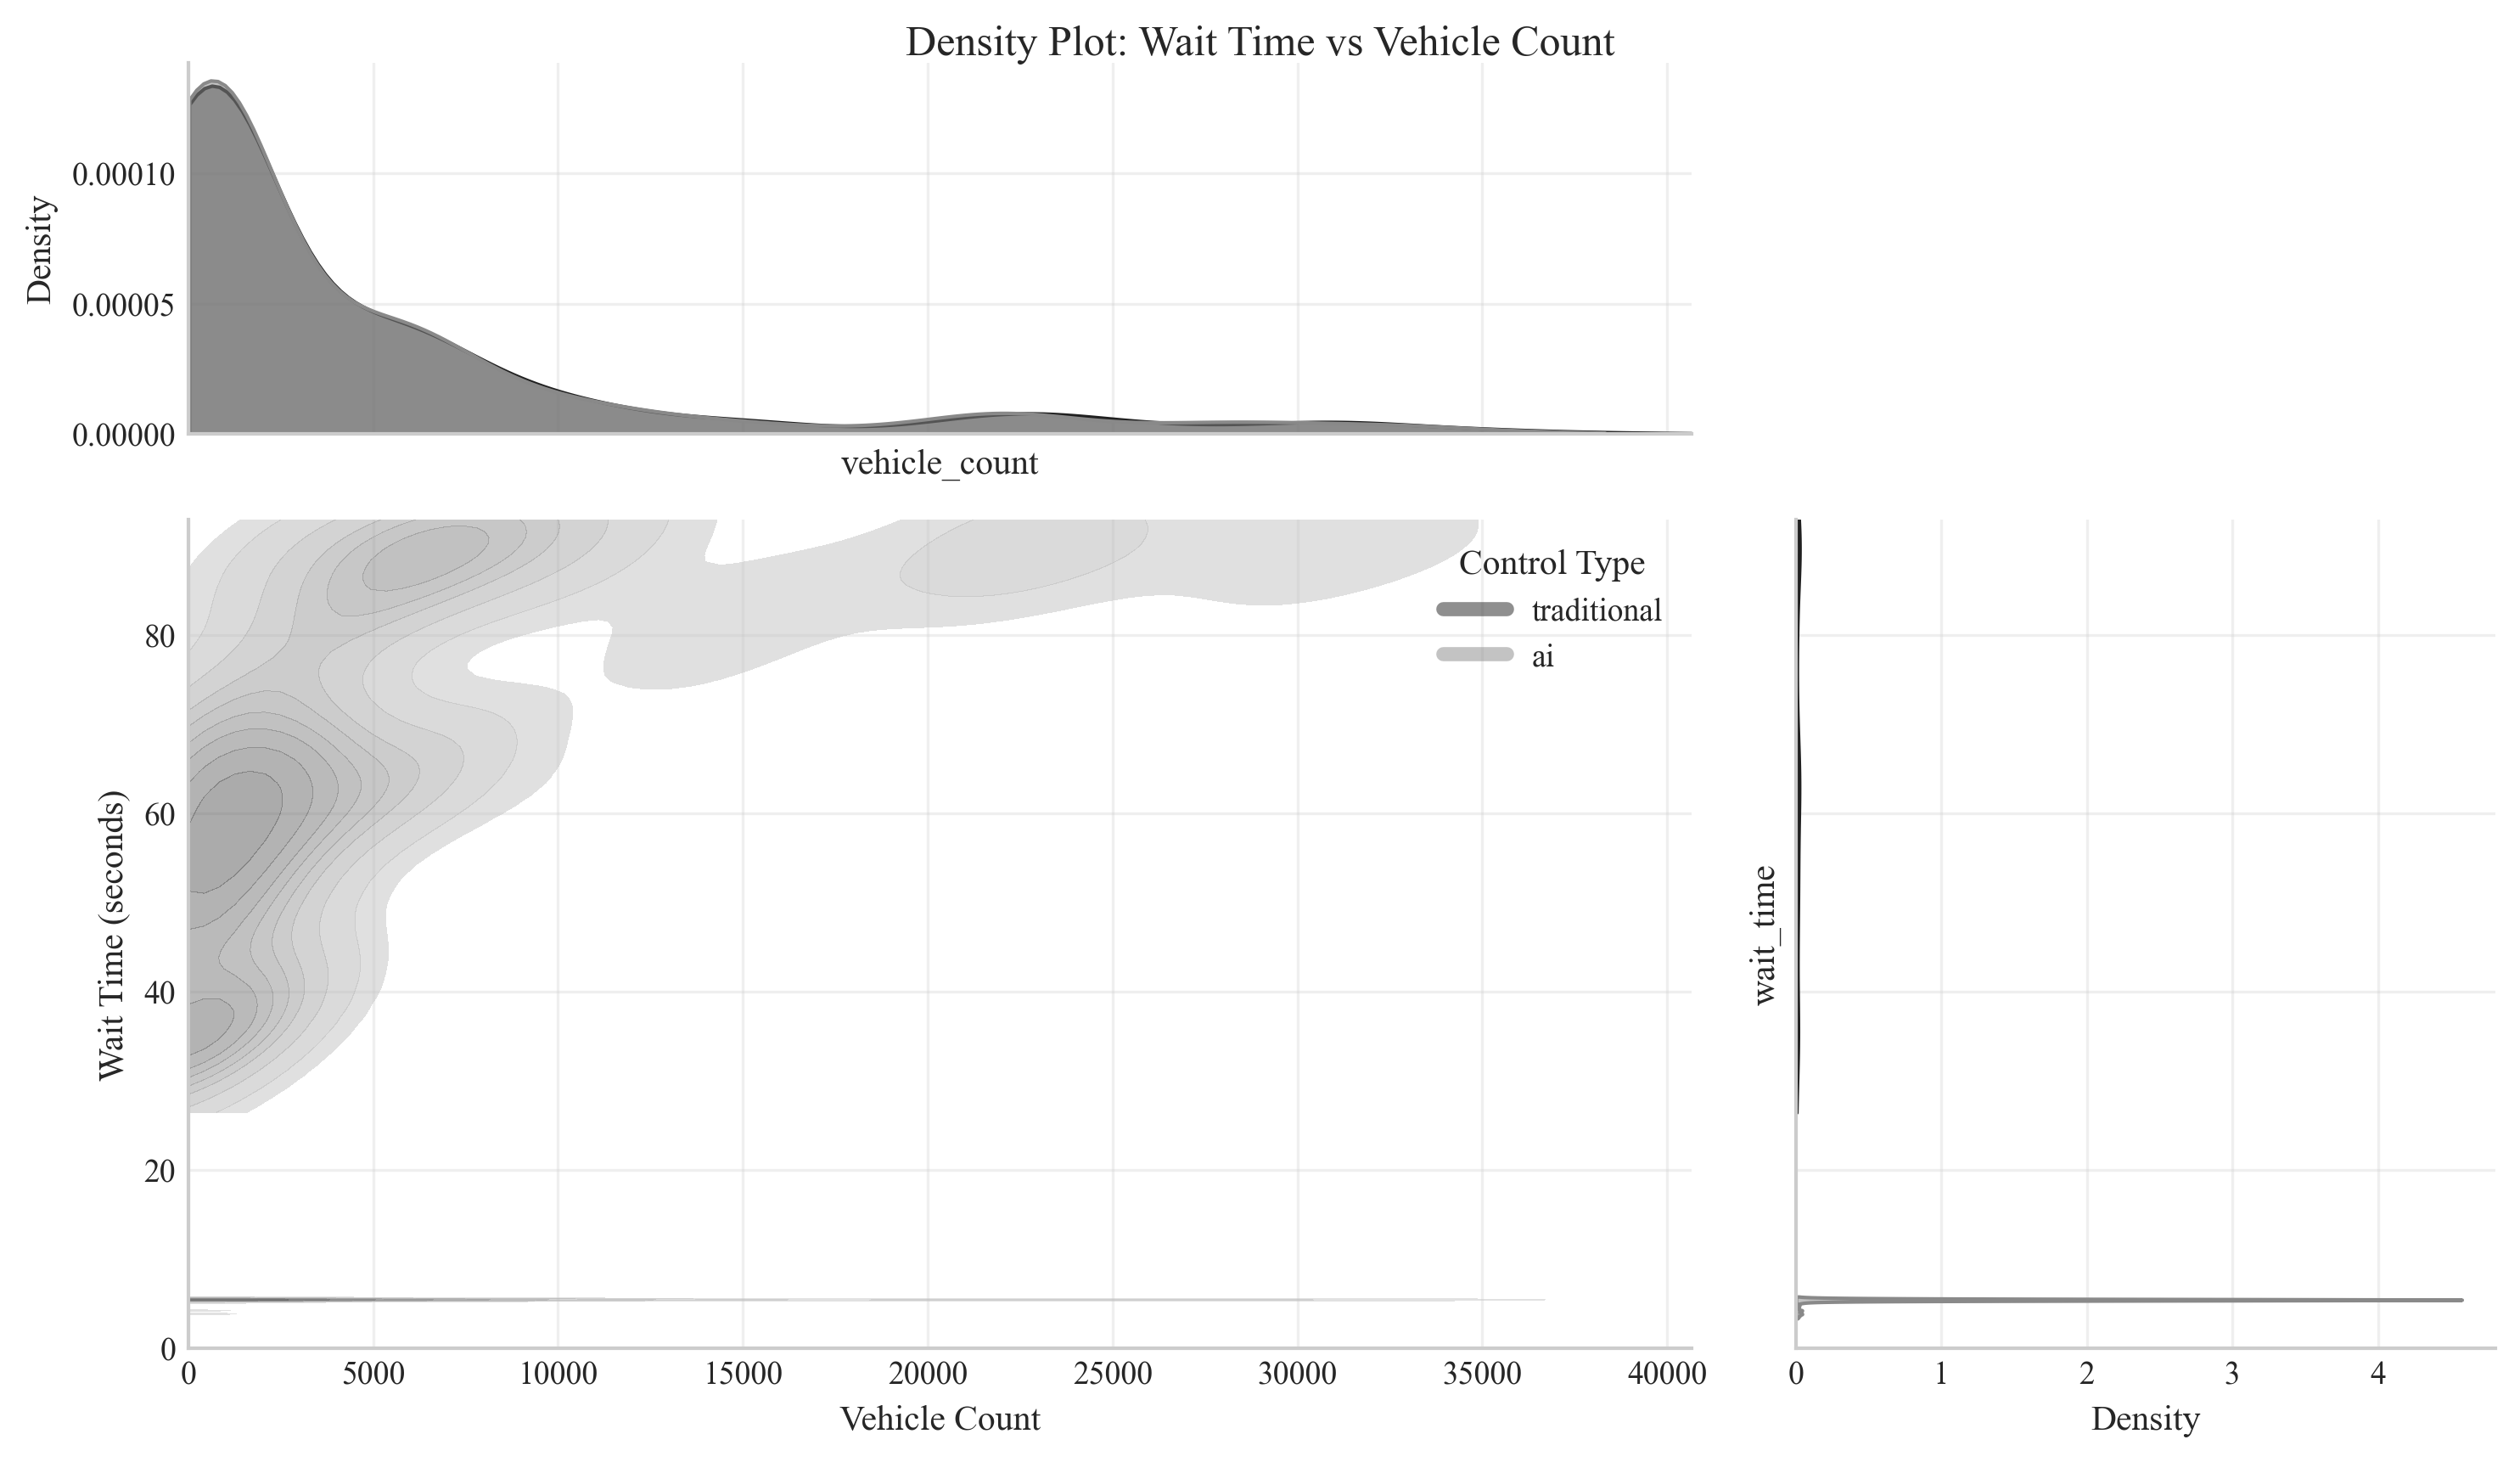 Density Plot: Wait Time vs Vehicle Count
Density
0.00010
0.00005
0.00000
vehicle_count
Wait Time (seconds)
80
60
40
20
0
Control Type
traditional
ai
0 5000 10000 15000 20000 25000 30000 35000 40000
Vehicle Count
wait_time
0 1 2 3 4
Density